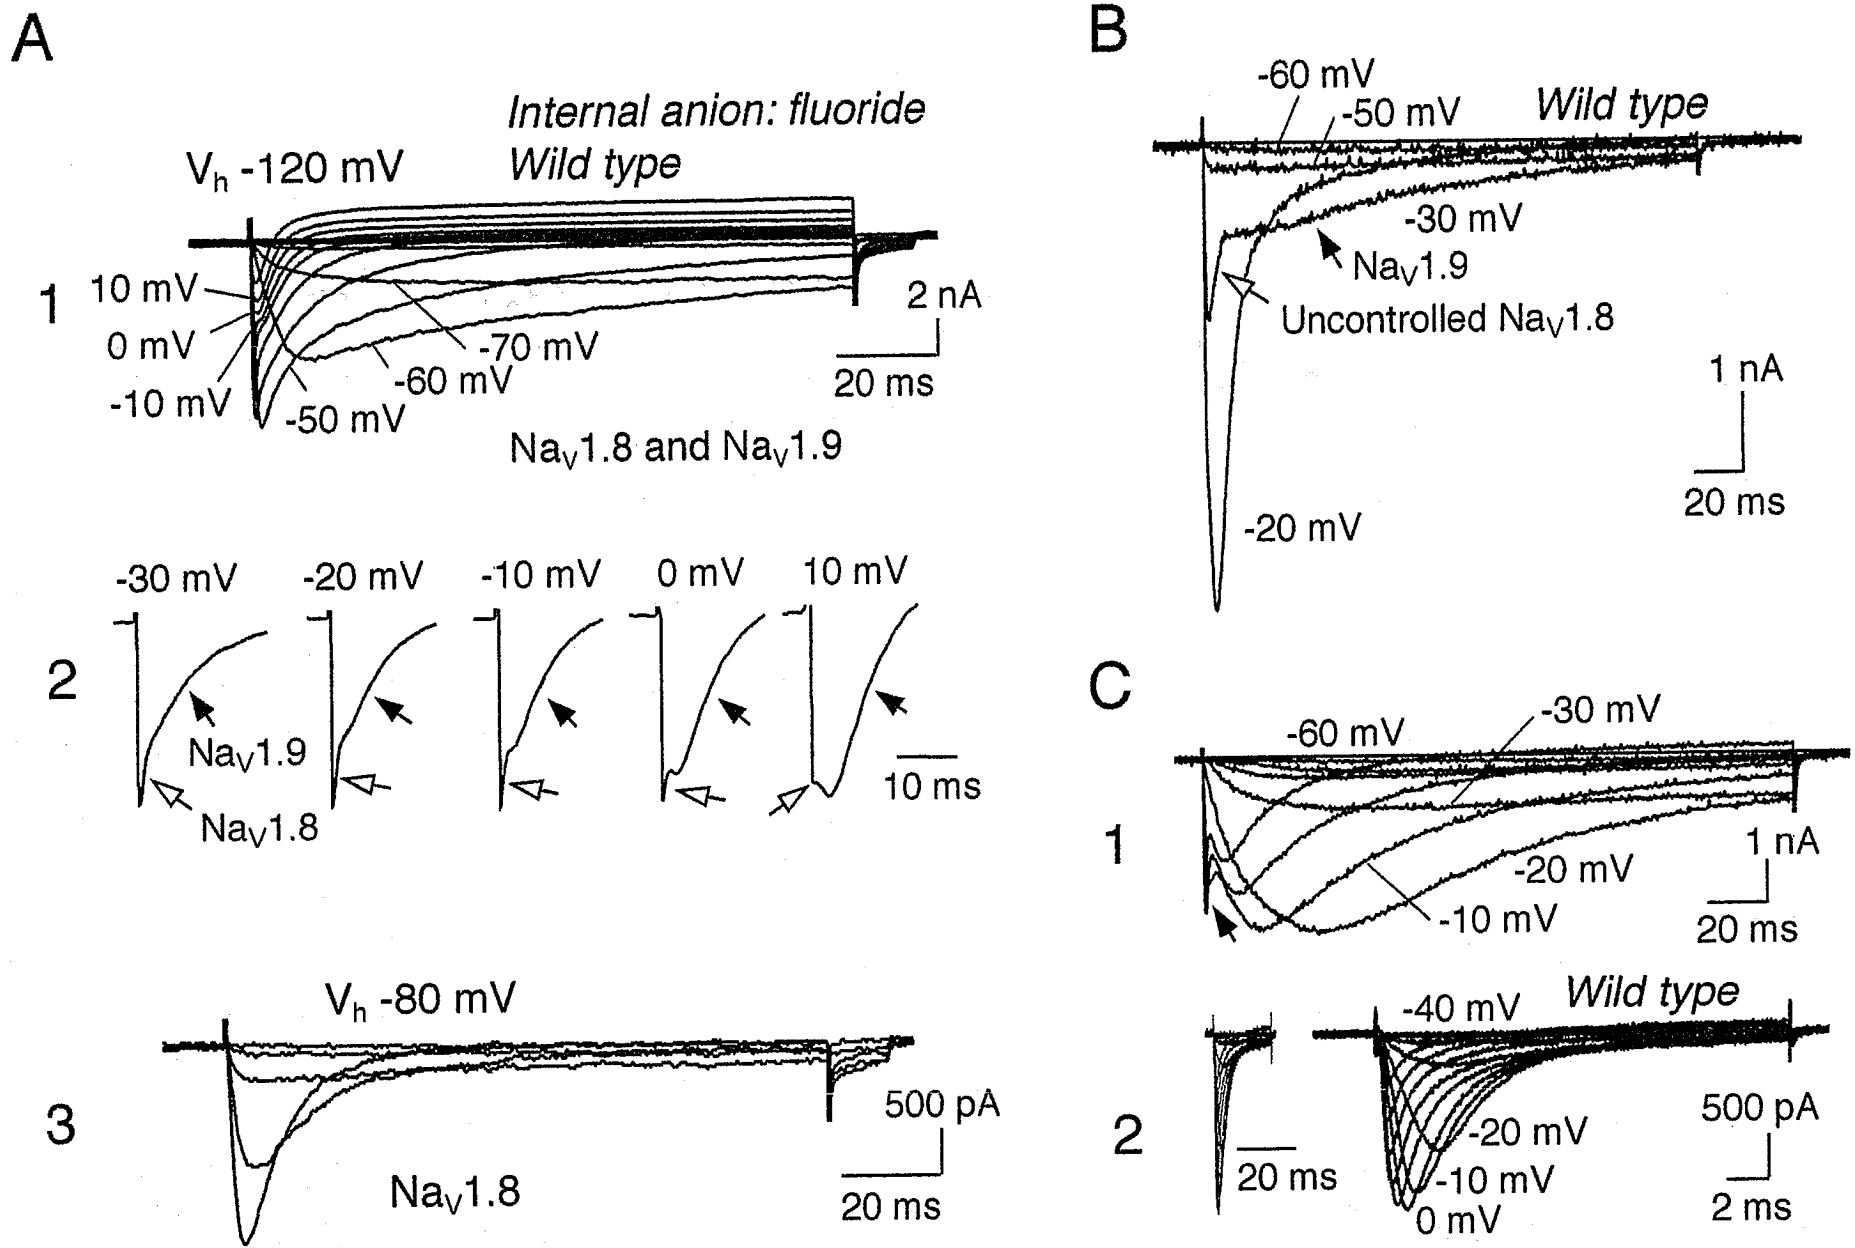 A
Internal anion: fluoride
Vh -120 mV
Wild type
1
10 mV
0 mV
-10 mV
-50 mV
-60 mV
-70 mV
2 nA
20 ms
NaV1.8 and NaV1.9
2
-30 mV
-20 mV
-10 mV
0 mV
10 mV
NaV1.9
NaV1.8
10 ms
3
Vh -80 mV
500 pA
20 ms
NaV1.8
B
-60 mV
-50 mV
Wild type
-30 mV
NaV1.9
Uncontrolled NaV1.8
1 nA
20 ms
-20 mV
C
1
-60 mV
-30 mV
1 nA
-20 mV
-10 mV
20 ms
2
-40 mV
Wild type
500 pA
-20 mV
20 ms
-10 mV
0 mV
2 ms